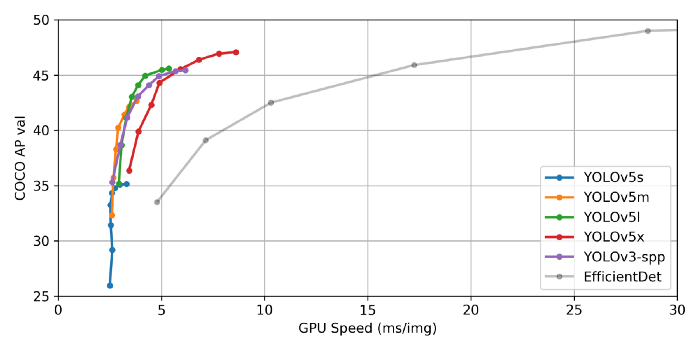 50
45
40
35
30
25
COCO AP val
0 5 10 15 20 25 30
GPU Speed (ms/img)
YOLOv5s
YOLOv5m
YOLOv5l
YOLOv5x
YOLOv3-spp
EfficientDet